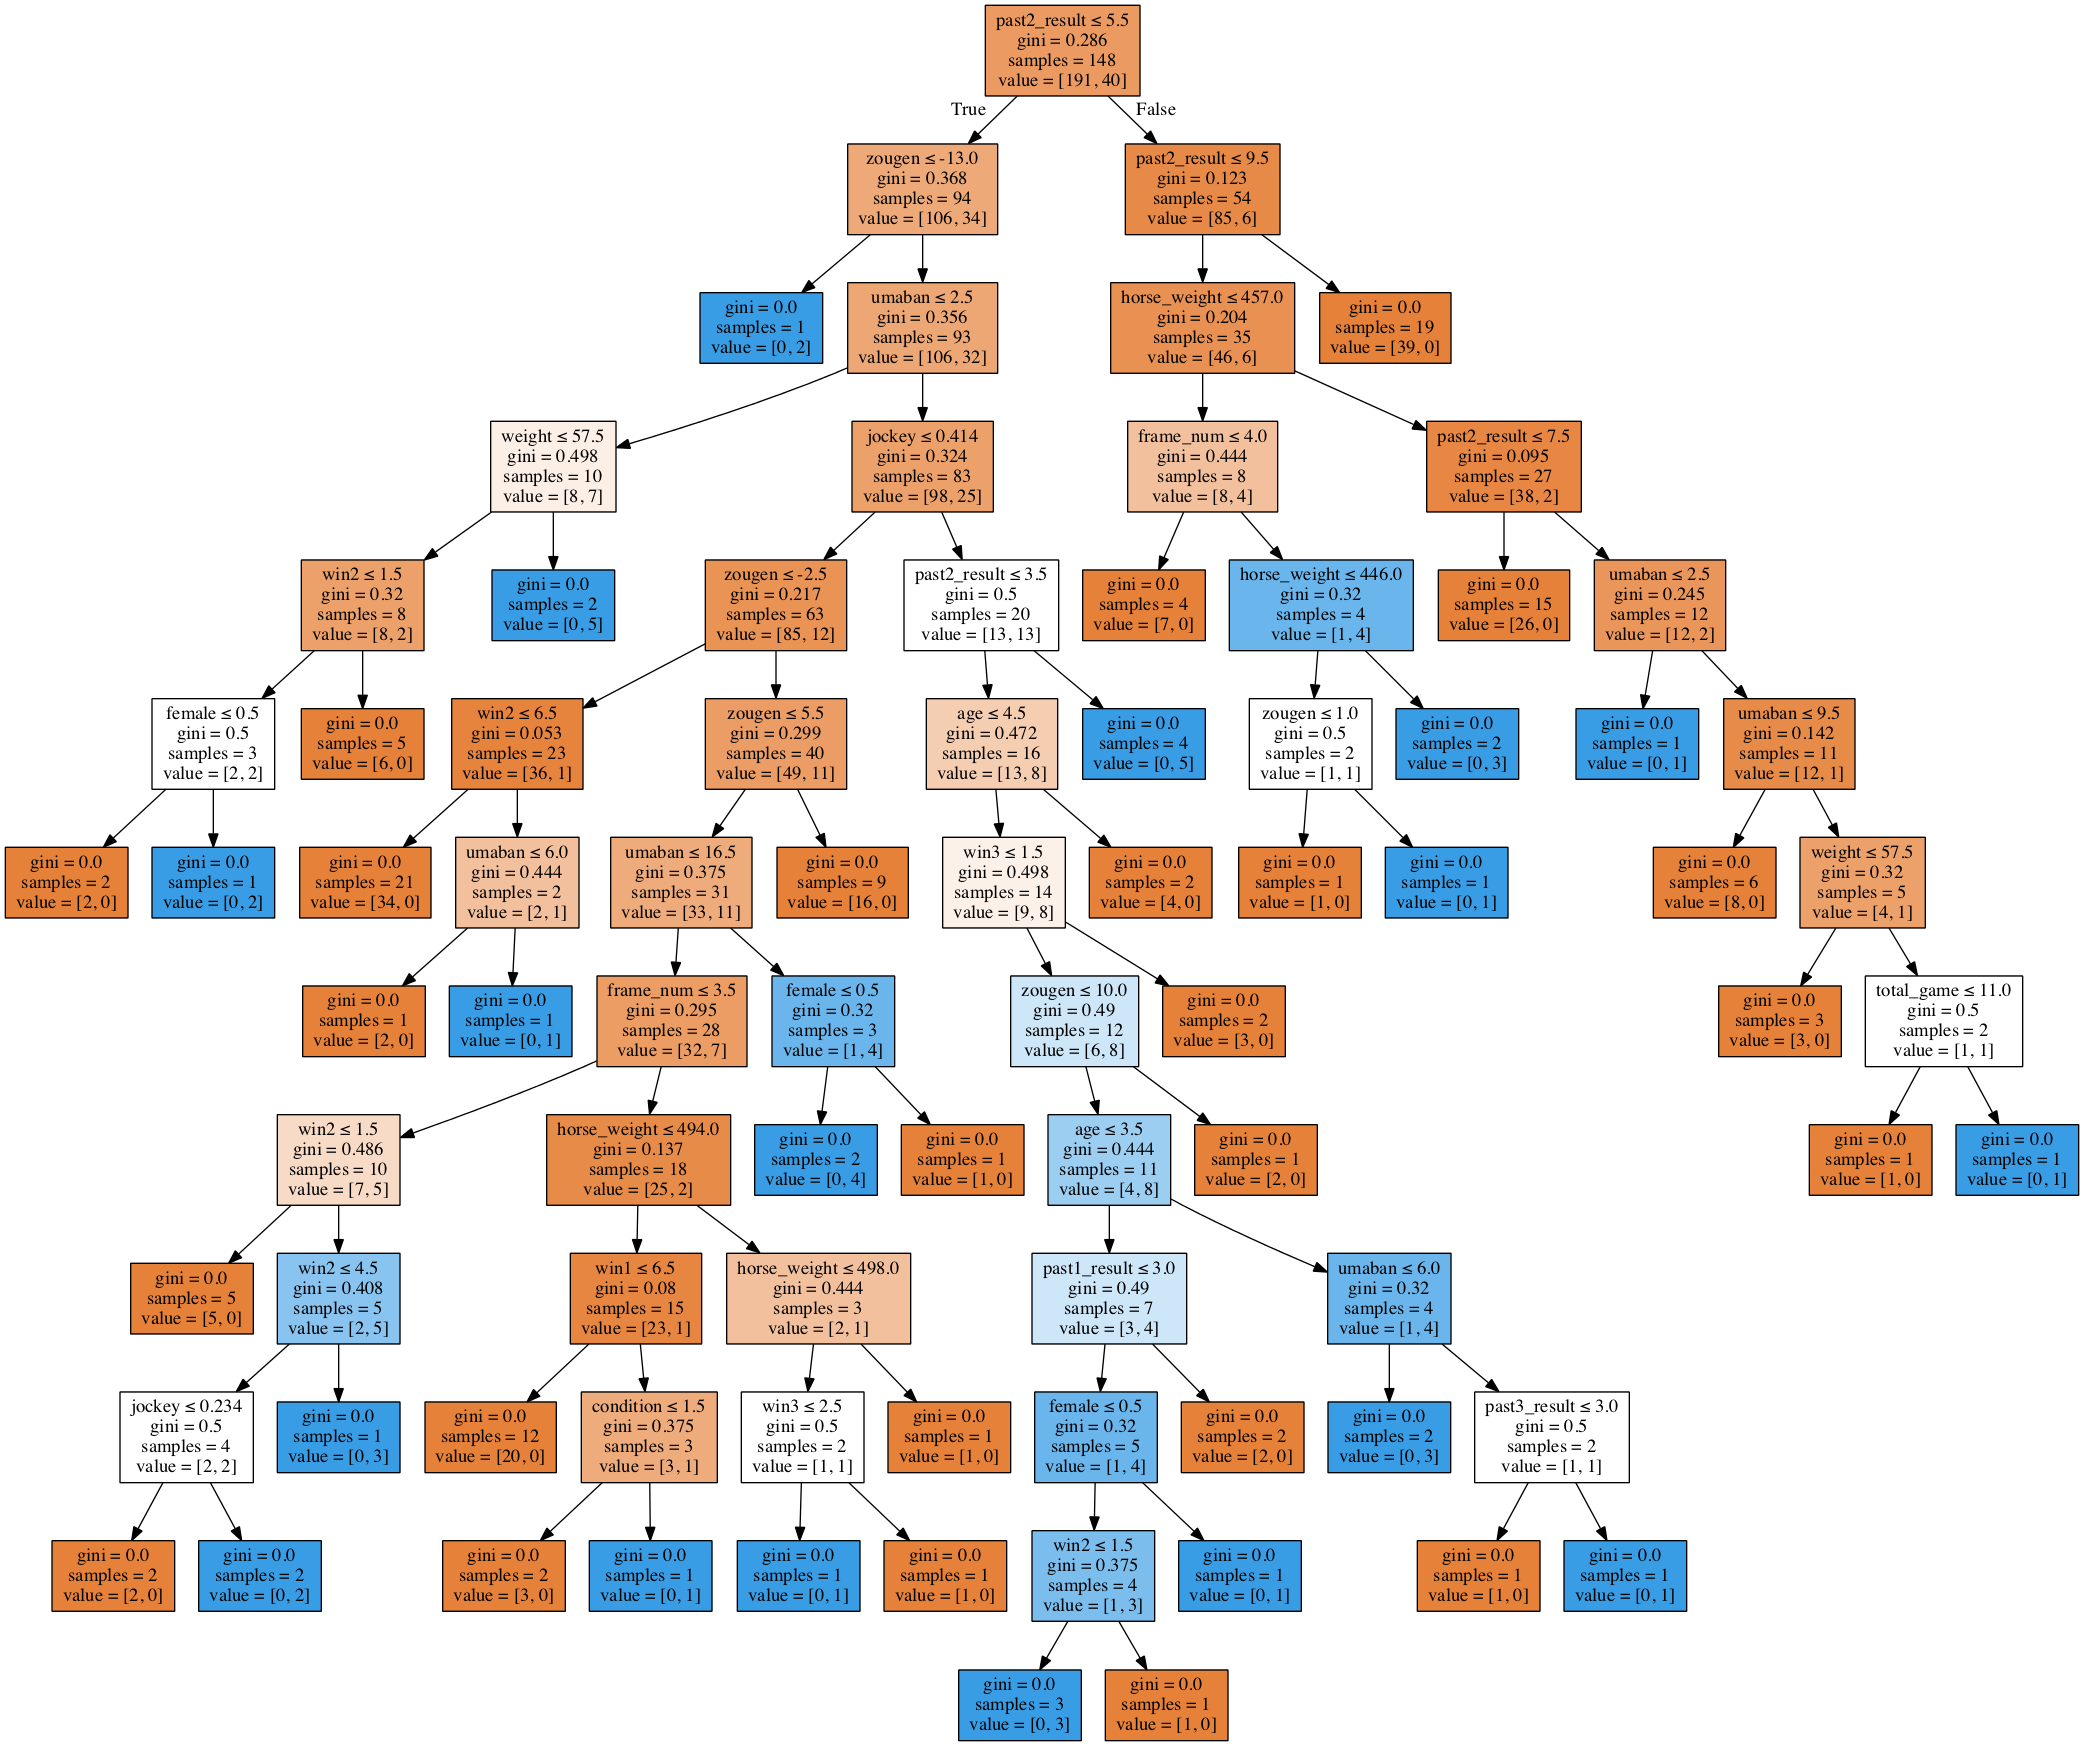 past2_result ≤ 5.5
gini = 0.286
samples = 148
value = [191, 40]
True
False
zougen ≤ -13.0
gini = 0.368
samples = 94
value = [106, 34]
past2_result ≤ 9.5
gini = 0.123
samples = 54
value = [85, 6]
gini = 0.0
samples = 1
value = [0, 2]
umaban ≤ 2.5
gini = 0.356
samples = 93
value = [106, 32]
horse_weight ≤ 457.0
gini = 0.204
samples = 35
value = [46, 6]
gini = 0.0
samples = 19
value = [39, 0]
weight ≤ 57.5
gini = 0.498
samples = 10
value = [8, 7]
jockey ≤ 0.414
gini = 0.324
samples = 83
value = [98, 25]
frame_num ≤ 4.0
gini = 0.444
samples = 8
value = [8, 4]
past2_result ≤ 7.5
gini = 0.095
samples = 27
value = [38, 2]
win2 ≤ 1.5
gini = 0.32
samples = 8
value = [8, 2]
gini = 0.0
samples = 2
value = [0, 5]
zougen ≤ -2.5
gini = 0.217
samples = 63
value = [85, 12]
past2_result ≤ 3.5
gini = 0.5
samples = 20
value = [13, 13]
gini = 0.0
samples = 4
value = [7, 0]
horse_weight ≤ 446.0
gini = 0.32
samples = 4
value = [1, 4]
gini = 0.0
samples = 15
value = [26, 0]
umaban ≤ 2.5
gini = 0.245
samples = 12
value = [12, 2]
female ≤ 0.5
gini = 0.5
samples = 3
value = [2, 2]
gini = 0.0
samples = 5
value = [6, 0]
win2 ≤ 6.5
gini = 0.053
samples = 23
value = [36, 1]
zougen ≤ 5.5
gini = 0.299
samples = 40
value = [49, 11]
age ≤ 4.5
gini = 0.472
samples = 16
value = [13, 8]
gini = 0.0
samples = 4
value = [0, 5]
zougen ≤ 1.0
gini = 0.5
samples = 2
value = [1, 1]
gini = 0.0
samples = 2
value = [0, 3]
gini = 0.0
samples = 1
value = [0, 1]
umaban ≤ 9.5
gini = 0.142
samples = 11
value = [12, 1]
gini = 0.0
samples = 2
value = [2, 0]
gini = 0.0
samples = 1
value = [0, 2]
gini = 0.0
samples = 21
value = [34, 0]
umaban ≤ 6.0
gini = 0.444
samples = 2
value = [2, 1]
umaban ≤ 16.5
gini = 0.375
samples = 31
value = [33, 11]
gini = 0.0
samples = 9
value = [16, 0]
win3 ≤ 1.5
gini = 0.498
samples = 14
value = [9, 8]
gini = 0.0
samples = 2
value = [4, 0]
gini = 0.0
samples = 1
value = [1, 0]
gini = 0.0
samples = 1
value = [0, 1]
gini = 0.0
samples = 6
value = [8, 0]
weight ≤ 57.5
gini = 0.32
samples = 5
value = [4, 1]
gini = 0.0
samples = 1
value = [2, 0]
gini = 0.0
samples = 1
value = [0, 1]
frame_num ≤ 3.5
gini = 0.295
samples = 28
value = [32, 7]
female ≤ 0.5
gini = 0.32
samples = 3
value = [1, 4]
zougen ≤ 10.0
gini = 0.49
samples = 12
value = [6, 8]
gini = 0.0
samples = 2
value = [3, 0]
gini = 0.0
samples = 3
value = [3, 0]
total_game ≤ 11.0
gini = 0.5
samples = 2
value = [1, 1]
win2 ≤ 1.5
gini = 0.486
samples = 10
value = [7, 5]
horse_weight ≤ 494.0
gini = 0.137
samples = 18
value = [25, 2]
gini = 0.0
samples = 2
value = [0, 4]
gini = 0.0
samples = 1
value = [1, 0]
age ≤ 3.5
gini = 0.444
samples = 11
value = [4, 8]
gini = 0.0
samples = 1
value = [2, 0]
gini = 0.0
samples = 1
value = [1, 0]
gini = 0.0
samples = 1
value = [0, 1]
gini = 0.0
samples = 5
value = [5, 0]
win2 ≤ 4.5
gini = 0.408
samples = 5
value = [2, 5]
win1 ≤ 6.5
gini = 0.08
samples = 15
value = [23, 1]
horse_weight ≤ 498.0
gini = 0.444
samples = 3
value = [2, 1]
past1_result ≤ 3.0
gini = 0.49
samples = 7
value = [3, 4]
umaban ≤ 6.0
gini = 0.32
samples = 4
value = [1, 4]
jockey ≤ 0.234
gini = 0.5
samples = 4
value = [2, 2]
gini = 0.0
samples = 1
value = [0, 3]
gini = 0.0
samples = 12
value = [20, 0]
condition ≤ 1.5
gini = 0.375
samples = 3
value = [3, 1]
win3 ≤ 2.5
gini = 0.5
samples = 2
value = [1, 1]
gini = 0.0
samples = 1
value = [1, 0]
female ≤ 0.5
gini = 0.32
samples = 5
value = [1, 4]
gini = 0.0
samples = 2
value = [2, 0]
gini = 0.0
samples = 2
value = [0, 3]
past3_result ≤ 3.0
gini = 0.5
samples = 2
value = [1, 1]
gini = 0.0
samples = 2
value = [2, 0]
gini = 0.0
samples = 2
value = [0, 2]
gini = 0.0
samples = 2
value = [3, 0]
gini = 0.0
samples = 1
value = [0, 1]
gini = 0.0
samples = 1
value = [0, 1]
gini = 0.0
samples = 1
value = [1, 0]
win2 ≤ 1.5
gini = 0.375
samples = 4
value = [1, 3]
gini = 0.0
samples = 1
value = [0, 1]
gini = 0.0
samples = 1
value = [1, 0]
gini = 0.0
samples = 1
value = [0, 1]
gini = 0.0
samples = 3
value = [0, 3]
gini = 0.0
samples = 1
value = [1, 0]